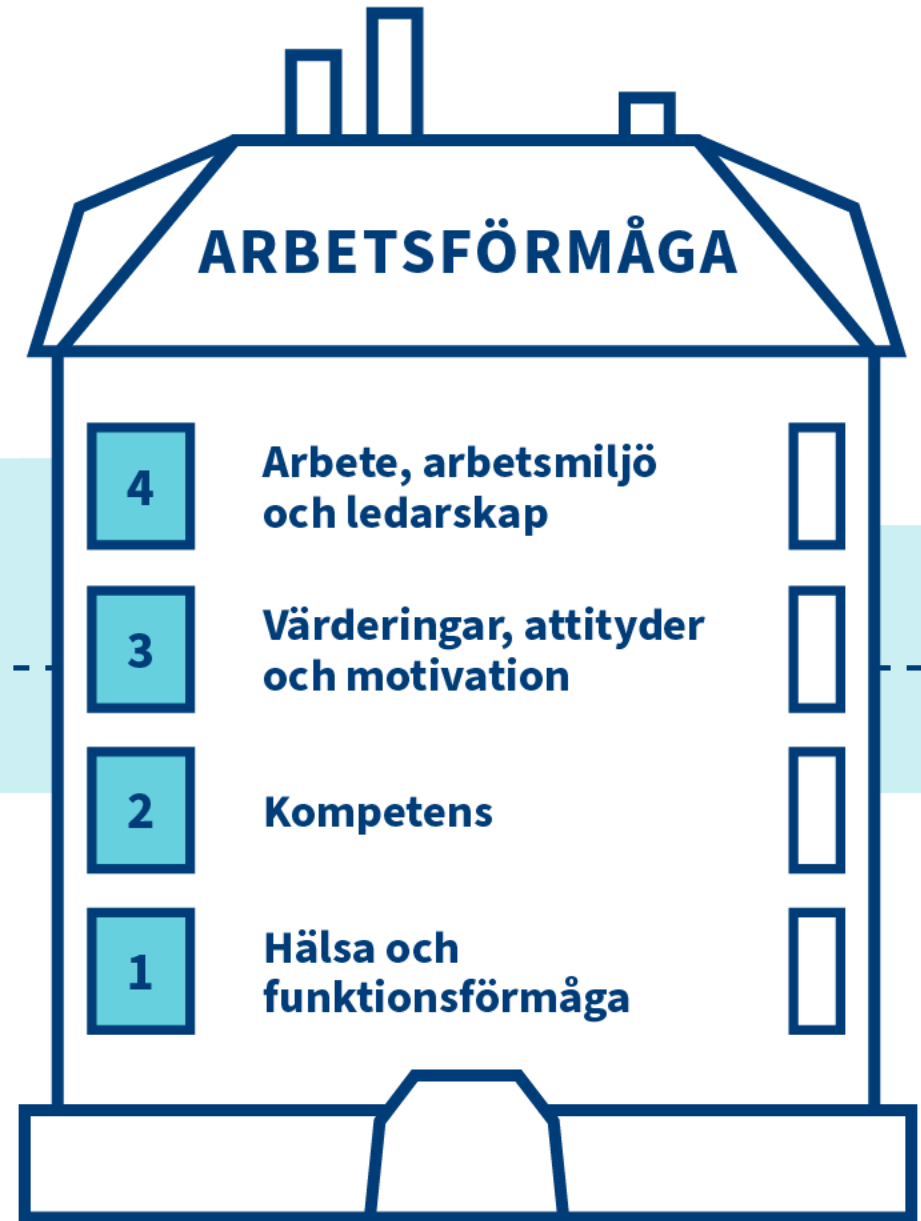 ARBETSFÖRMÅGA
4
Arbete, arbetsmiljö
och ledarskap
3
Värderingar, attityder
och motivation
2
Kompetens
1
Hälsa och
funktionsförmåga